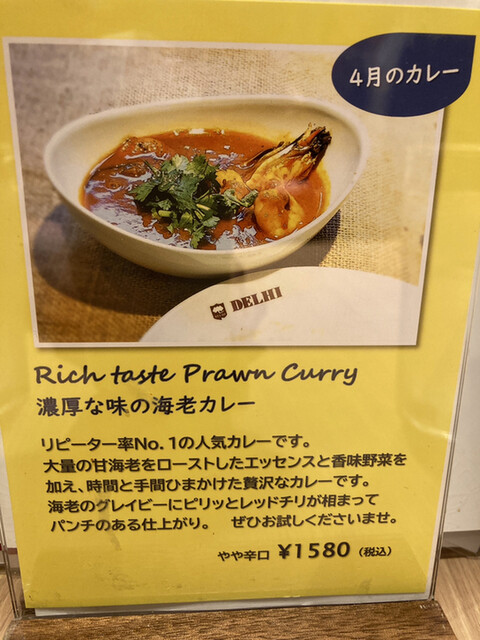 4月のカレー
DELHI
Rich taste Prawn Curry
濃厚な味の海老カレー
リピーター率No.1の人気カレーです。
大量の甘海老をローストしたエッセンスと香味野菜を
加え、時間と手間ひまかけた贅沢なカレーです。
海老のグレイビーにピリッとレッドチリが相まって
パンチのある仕上がり。 ぜひお試しくださいませ。
やや辛口 ¥1580（税込）